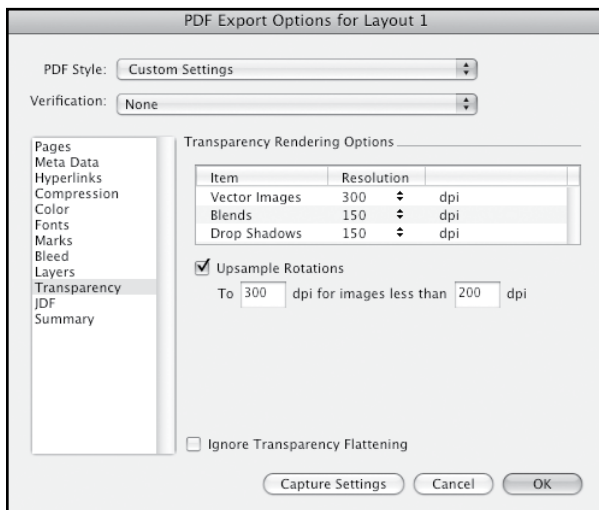 PDF Export Options for Layout 1
PDF Style: Custom Settings
Verification: None
Pages
Meta Data
Hyperlinks
Compression
Color
Fonts
Marks
Bleed
Layers
Transparency
JDF
Summary
Transparency Rendering Options
Item Resolution
Vector Images 300 dpi
Blends 150 dpi
Drop Shadows 150 dpi
Upsample Rotations
To 300 dpi for images less than 200 dpi
Ignore Transparency Flattening
Capture Settings Cancel OK